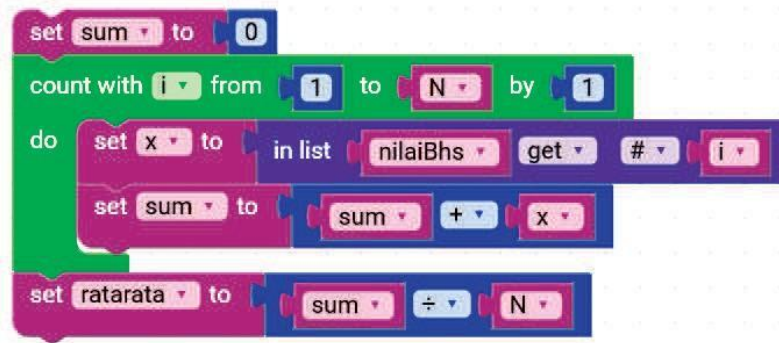 set sum to 0
count with i from 1 to N by 1
do set x to in list nilaiBhs get # i
set sum to sum + x
set ratarata to sum ÷ N